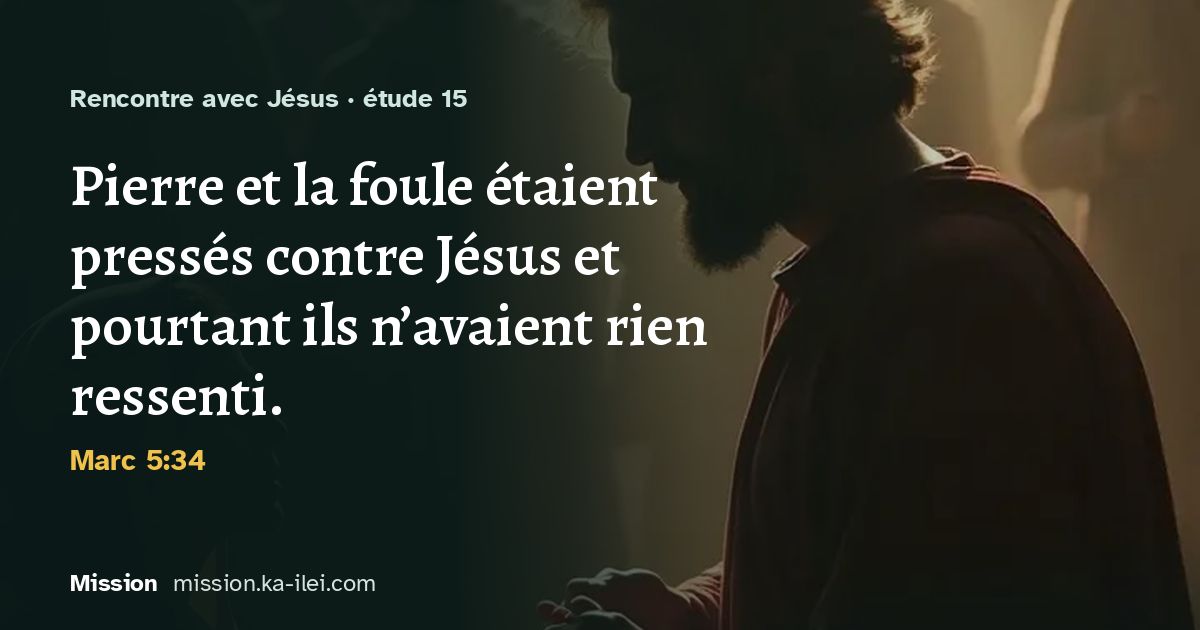 Rencontre avec Jésus · étude 15
Pierre et la foule étaient
pressés contre Jésus et
pourtant ils n’avaient rien
ressenti.
Marc 5:34
Mission mission.ka-ilei.com